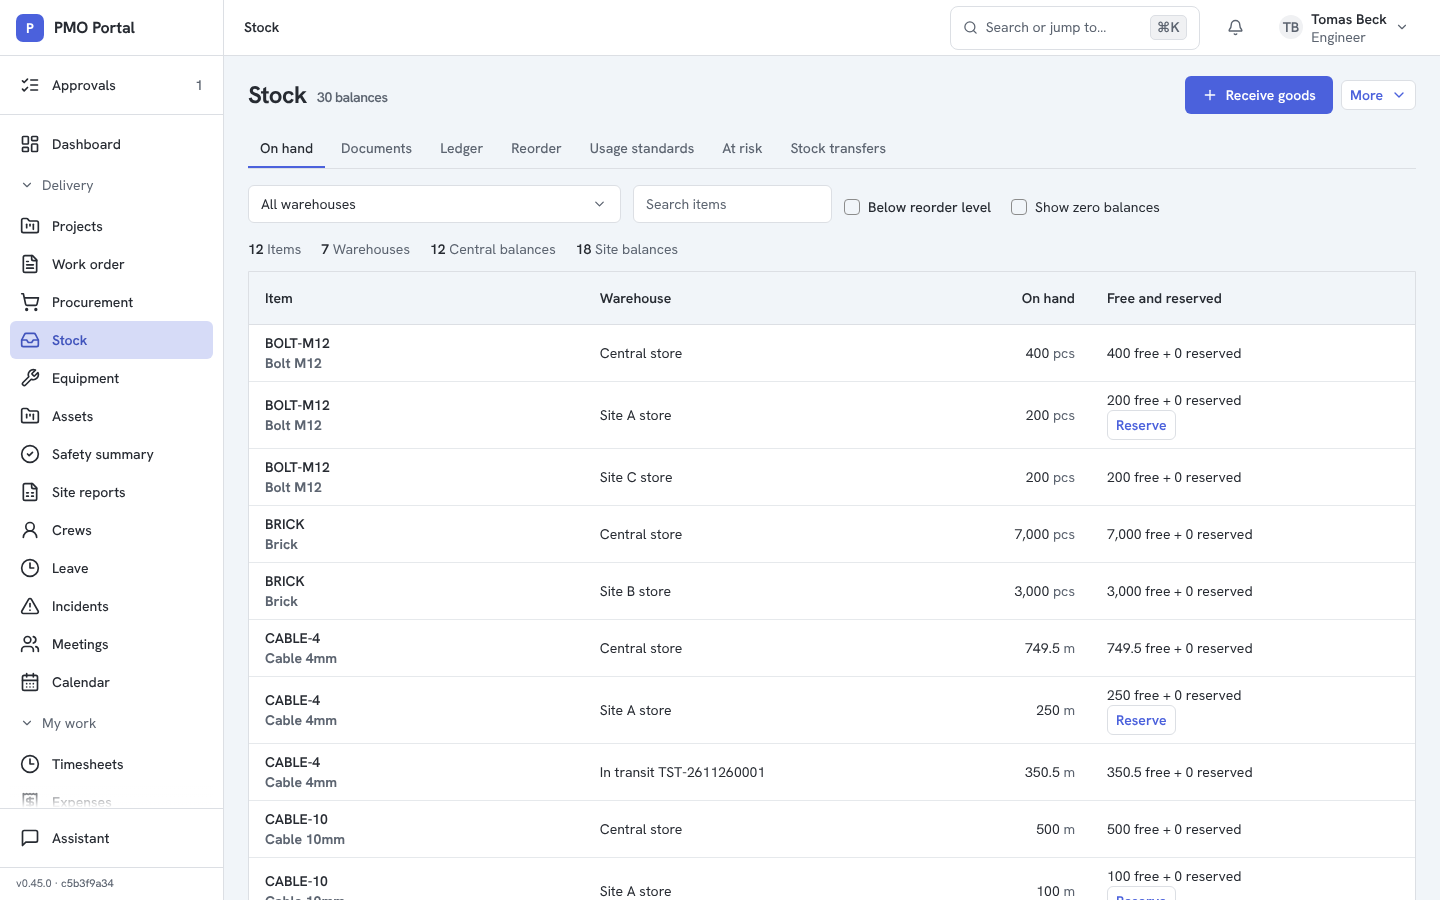 P PMO Portal
Stock
Search or jump to...
⌘K
TB
Tomas Beck
Engineer
Approvals 1
Dashboard
Delivery
Projects
Work order
Procurement
Stock
Equipment
Assets
Safety summary
Site reports
Crews
Leave
Incidents
Meetings
Calendar
My work
Timesheets
Expenses
Assistant
v0.45.0 · c5b3f9a34
Stock 30 balances
Receive goods
More
On hand Documents Ledger Reorder Usage standards At risk Stock transfers
All warehouses
Search items
Below reorder level
Show zero balances
12 Items 7 Warehouses 12 Central balances 18 Site balances
Item Warehouse On hand Free and reserved
BOLT-M12
Bolt M12
Central store 400 pcs 400 free + 0 reserved
BOLT-M12
Bolt M12
Site A store 200 pcs 200 free + 0 reserved
Reserve
BOLT-M12
Bolt M12
Site C store 200 pcs 200 free + 0 reserved
BRICK
Brick
Central store 7,000 pcs 7,000 free + 0 reserved
BRICK
Brick
Site B store 3,000 pcs 3,000 free + 0 reserved
CABLE-4
Cable 4mm
Central store 749.5 m 749.5 free + 0 reserved
CABLE-4
Cable 4mm
Site A store 250 m 250 free + 0 reserved
Reserve
CABLE-4
Cable 4mm
In transit TST-2611260001 350.5 m 350.5 free + 0 reserved
CABLE-10
Cable 10mm
Central store 500 m 500 free + 0 reserved
CABLE-10
Cable 10mm
Site A store 100 m 100 free + 0 reserved
Reserve